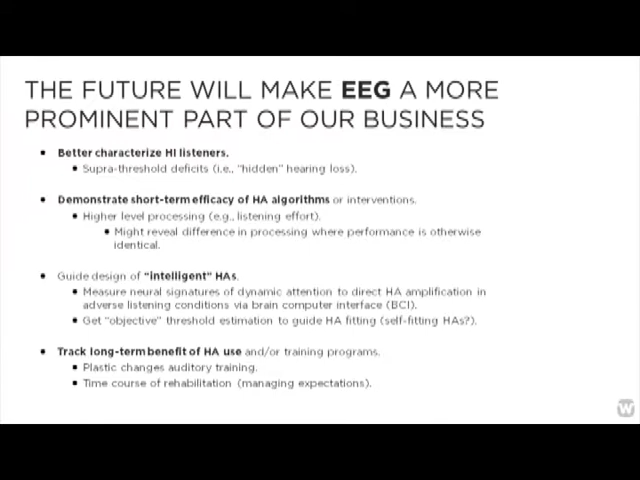 THE FUTURE WILL MAKE EEG A MORE
PROMINENT PART OF OUR BUSINESS
• Better characterize HI listeners.
• Supra-threshold deficits (i.e., "hidden" hearing loss).
• Demonstrate short-term efficacy of HA algorithms or interventions.
• Higher level processing (e.g., listening effort).
• Might reveal difference in processing where performance is otherwise
identical.
• Guide design of "intelligent" HAs.
• Measure neural signatures of dynamic attention to direct HA amplification in
adverse listening conditions via brain computer interface (BCI).
• Get "objective" threshold estimation to guide HA fitting (self-fitting HAs?).
• Track long-term benefit of HA use and/or training programs.
• Plastic changes auditory training.
• Time course of rehabilitation (managing expectations).
W